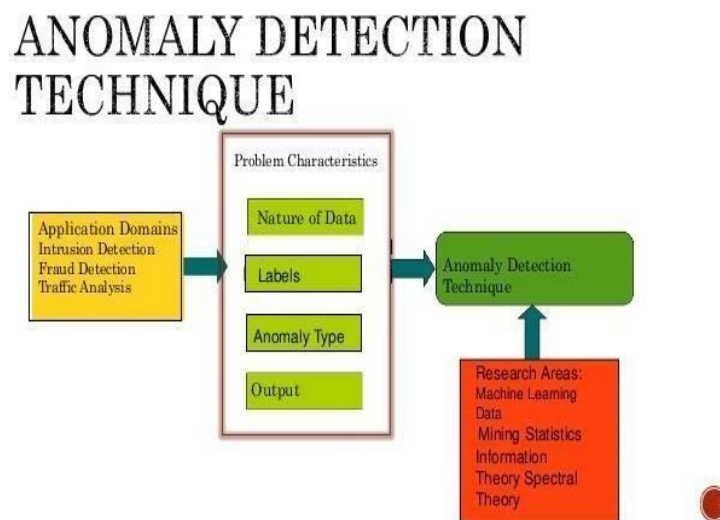 ANOMALY DETECTION
TECHNIQUE
Problem Characteristics
Nature of Data
Labels
Anomaly Type
Output
Application Domains
Intrusion Detection
Fraud Detection
Traffic Analysis
Anomaly Detection
Technique
Research Areas:
Machine Learning
Data
Mining Statistics
Information
Theory Spectral
Theory